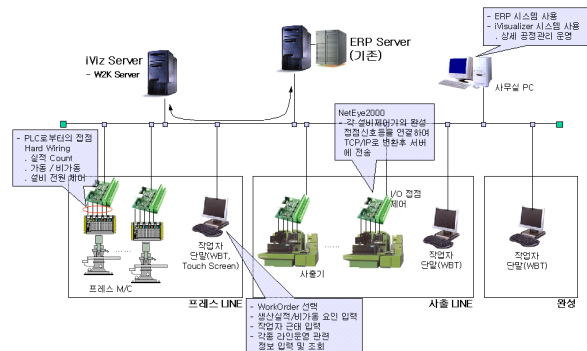 iViz Server
- W2K Server
ERP Server
(기존)
- ERP 시스템 사용
- iVisualizer 시스템 사용
. 상세 공정관리 운영
사무실 PC
NetEye2000
- 각 설비제어기의 완성
접점신호등를 연결하여
TCP/IP로 변환후 서버
에 전송
- PLC로부터의 접점
Hard Wiring
. 실적 Count
. 가동 / 비가동
. 설비 전원 제어
I/O 접점
제어
프레스 M/C
작업자
단말(WBT,
Touch Screen)
사출기
작업자
단말(WBT)
작업자
단말(WBT)
프레스 LINE
사출 LINE
완성
- WorkOrder 선택
- 생산실적/비가동 요인 입력
- 작업자 근태 입력
- 각종 라인운영 관련
정보 입력 및 조회